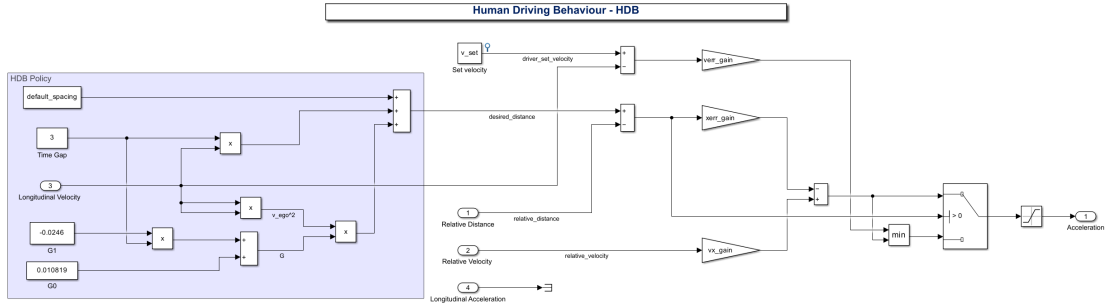 Human Driving Behaviour - HDB
HDB Policy
default_spacing
3
Time Gap
3
Longitudinal Velocity
-0.0246
G1
0.010819
G0
x
x
x
v_ego^2
x
+
+
G
+
+
+
desired_distance
v_set
Set velocity
driver_set_velocity
+
−
verr_gain
+
−
xerr_gain
1
Relative Distance
relative_distance
2
Relative Velocity
relative_velocity
vx_gain
4
Longitudinal Acceleration
−
+
min
> 0
1
Acceleration